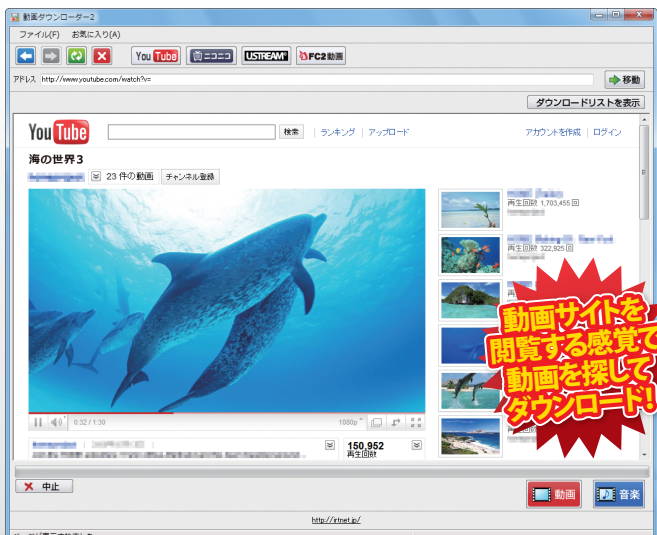 動画ダウンローダー2
ファイル(F) お気に入り(A)
You Tube ニコニコ USTREAM FC2動画
アドレス http://www.youtube.com/watch?v= 移動
ダウンロードリストを表示
You Tube 検索 ランキング アップロード アカウントを作成 ログイン
海の世界3
23 件の動画 チャンネル登録
再生回数 1,703,455 回
再生回数 322,925 回
動画サイトを
閲覧する感覚で
動画を探して
ダウンロード!
0:32 / 1:30 1080p
150,952
再生回数
中止
動画 音楽
http://irtnet.jp/